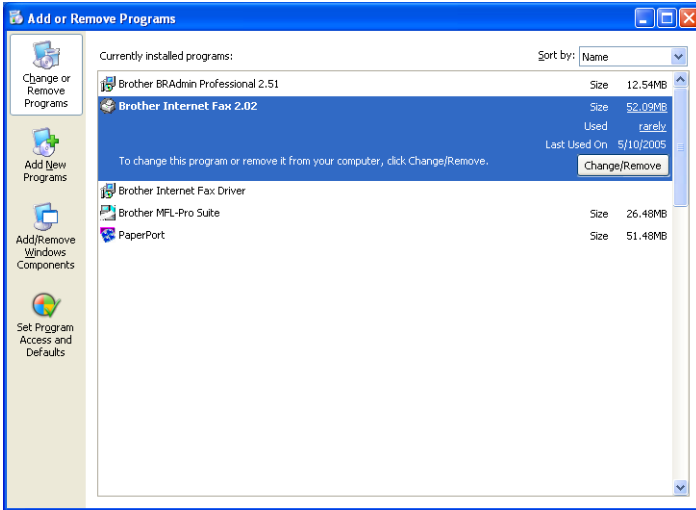 Add or Remove Programs
Change or
Remove
Programs
Add New
Programs
Add/Remove
Windows
Components
Set Program
Access and
Defaults
Currently installed programs:
Sort by: Name
Brother BRAdmin Professional 2.51 Size 12.54MB
Brother Internet Fax 2.02 Size 52.09MB
Used rarely
Last Used On 5/10/2005
To change this program or remove it from your computer, click Change/Remove. Change/Remove
Brother Internet Fax Driver
Brother MFL-Pro Suite Size 26.48MB
PaperPort Size 51.48MB